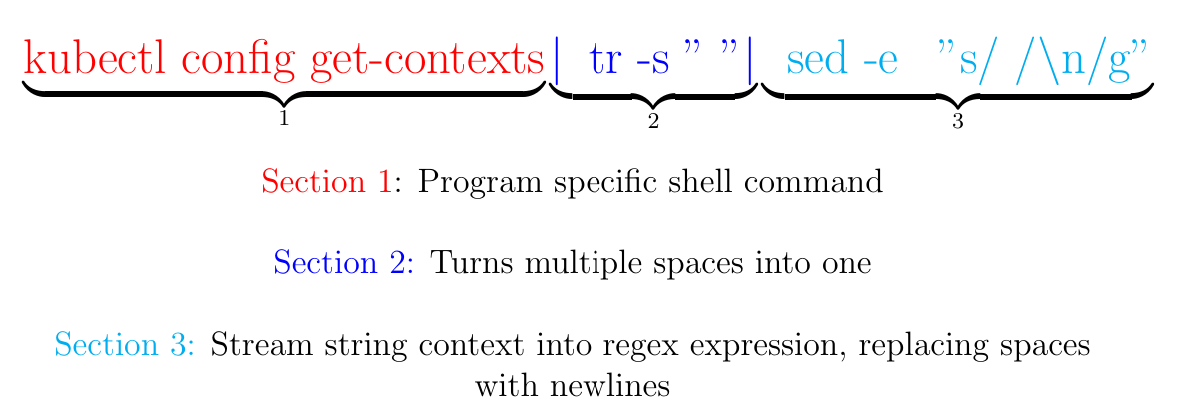 kubectl config get-contexts| tr -s ” ”| sed -e ”s/ /\n/g”
1 2 3
Section 1: Program specific shell command
Section 2: Turns multiple spaces into one
Section 3: Stream string context into regex expression, replacing spaces
with newlines